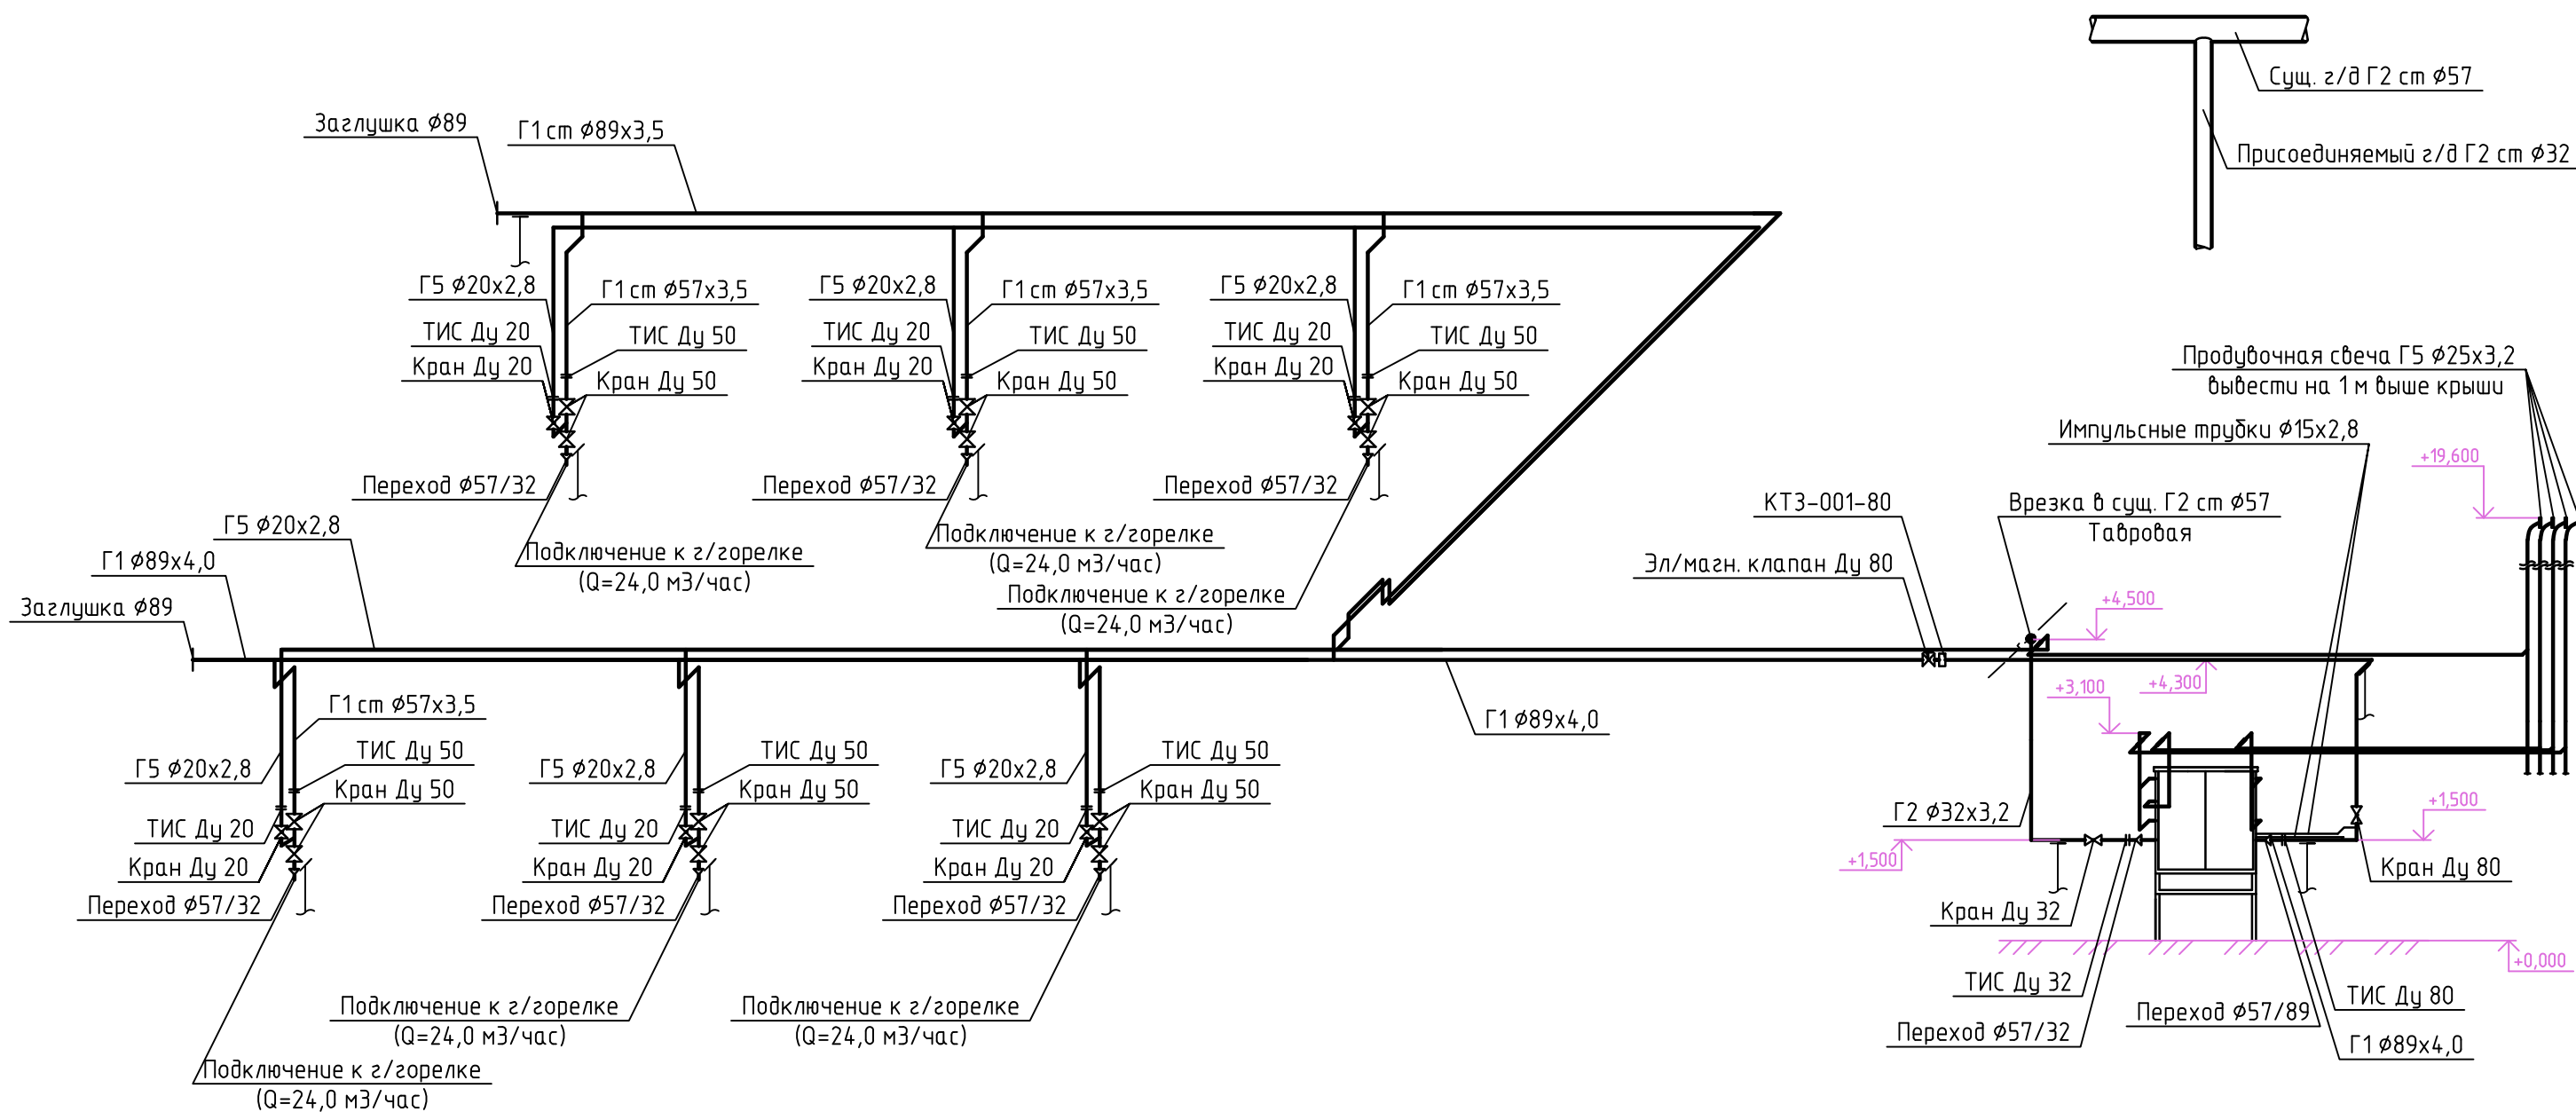 Сущ. г/д Г2 ст Ø57
Присоединяемый г/д Г2 ст Ø32
Заглушка Ø89
Г1 ст Ø89х3,5
Г5 Ø20х2,8
Г1 ст Ø57х3,5
ТИС Ду 20
ТИС Ду 50
Кран Ду 20
Кран Ду 50
Переход Ø57/32
Подключение к г/горелке
(Q=24,0 м3/час)
Г5 Ø20х2,8
Г1 ст Ø57х3,5
ТИС Ду 20
ТИС Ду 50
Кран Ду 20
Кран Ду 50
Переход Ø57/32
Подключение к г/горелке
(Q=24,0 м3/час)
Г5 Ø20х2,8
Г1 ст Ø57х3,5
ТИС Ду 20
ТИС Ду 50
Кран Ду 20
Кран Ду 50
Переход Ø57/32
Подключение к г/горелке
(Q=24,0 м3/час)
Продувочная свеча Г5 Ø25х3,2
вывести на 1 м выше крыши
Импульсные трубки Ø15х2,8
+19,600
КТЗ-001-80
Врезка в сущ. Г2 ст Ø57
Тавровая
Эл/магн. клапан Ду 80
+4,500
+3,100
+4,300
Г5 Ø20х2,8
Г1 Ø89х4,0
Заглушка Ø89
Г1 ст Ø57х3,5
ТИС Ду 50
Г5 Ø20х2,8
Кран Ду 50
ТИС Ду 20
Кран Ду 20
Переход Ø57/32
Подключение к г/горелке
(Q=24,0 м3/час)
ТИС Ду 50
Г5 Ø20х2,8
Кран Ду 50
ТИС Ду 20
Кран Ду 20
Переход Ø57/32
Подключение к г/горелке
(Q=24,0 м3/час)
ТИС Ду 50
Г5 Ø20х2,8
Кран Ду 50
ТИС Ду 20
Кран Ду 20
Переход Ø57/32
Подключение к г/горелке
(Q=24,0 м3/час)
Г1 Ø89х4,0
Г2 Ø32х3,2
+1,500
+1,500
Кран Ду 80
Кран Ду 32
+0,000
ТИС Ду 32
ТИС Ду 80
Переход Ø57/89
Переход Ø57/32
Г1 Ø89х4,0